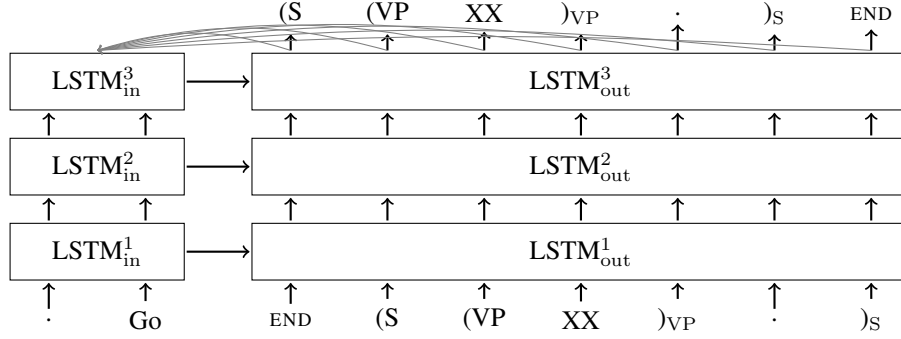 (S (VP XX )VP . )S END
LSTM³in LSTM³out
LSTM²in LSTM²out
LSTM¹in LSTM¹out
. Go END (S (VP XX )VP . )S